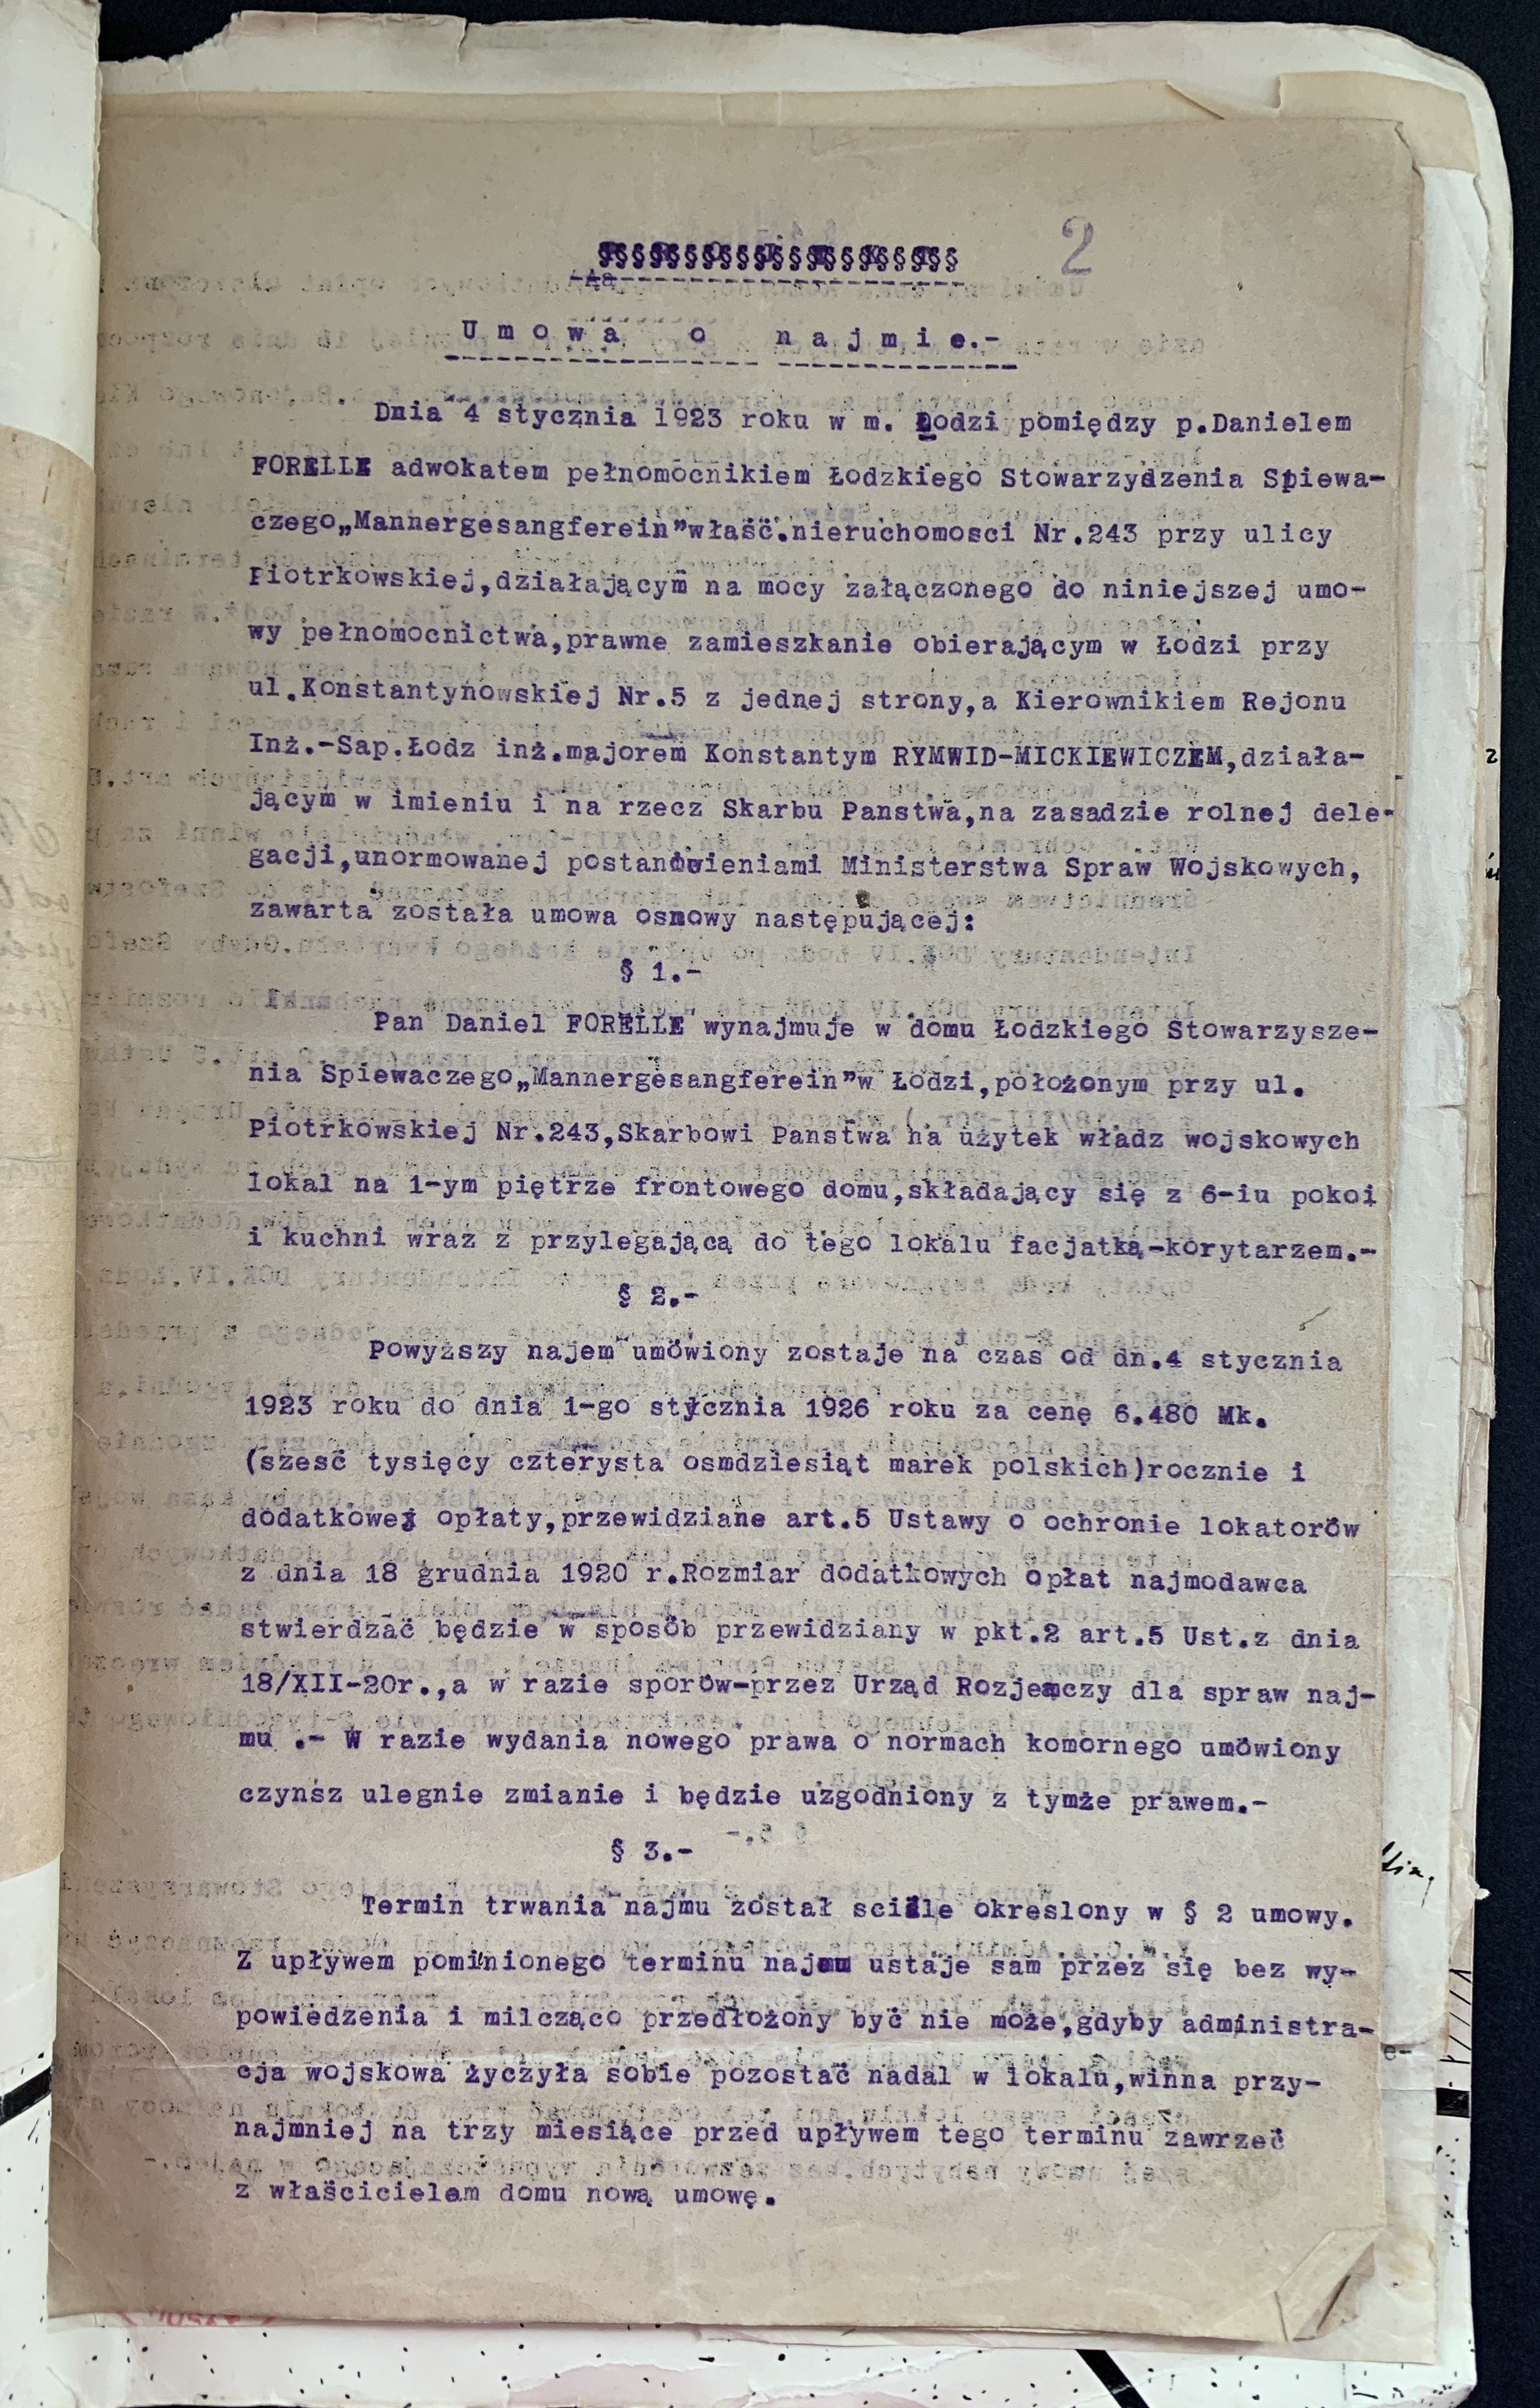 2
§§§§§§§§§§§§§§§§§§§§§
Umowa o najmie.-
Dnia 4 stycznia 1923 roku w m. Łodzi pomiędzy p.Danielem
FORELLE adwokatem pełnomocnikiem Łodzkiego Stowarzydzenia Spiewa-
czego„Mannergesangferein”właść.nieruchomosci Nr.243 przy ulicy
Piotrkowskiej,działającym na mocy załączonego do niniejszej umo-
wy pełnomocnictwa,prawne zamieszkanie obierającym w Łodzi przy
ul.Konstantynowskiej Nr.5 z jednej strony,a Kierownikiem Rejonu
Inż.-Sap.Łodz inż.majorem Konstantym RYMWID-MICKIEWICZEM,działa-
jącym w imieniu i na rzecz Skarbu Panstwa,na zasadzie rolnej dele-
gacji,unormowanej postanowieniami Ministerstwa Spraw Wojskowych,
zawarta została umowa osnowy następującej:
§ 1.-
Pan Daniel FORELLE wynajmuje w domu Łodzkiego Stowarzysze-
nia Spiewaczego„Mannergesangferein”w Łodzi,położonym przy ul.
Piotrkowskiej Nr.243,Skarbowi Panstwa na użytek władz wojskowych
lokal na 1-ym piętrze frontowego domu,składający się z 6-iu pokoi
i kuchni wraz z przylegającą do tego lokalu facjatką-korytarzem.-
§ 2.-
Powyższy najem umówiony zostaje na czas od dn.4 stycznia
1923 roku do dnia 1-go stycznia 1926 roku za cenę 6.480 Mk.
(szesć tysięcy czterysta osmdziesiąt marek polskich)rocznie i
dodatkowej opłaty,przewidziane art.5 Ustawy o ochronie lokatorów
z dnia 18 grudnia 1920 r.Rozmiar dodatkowych opłat najmodawca
stwierdzać będzie w sposób przewidziany w pkt.2 art.5 Ust.z dnia
18/XII-20r.,a w razie sporów-przez Urząd Rozjemczy dla spraw naj-
mu .- W razie wydania nowego prawa o normach komornego umówiony
czynsz ulegnie zmianie i będzie uzgodniony z tymże prawem.-
§ 3.-
Termin trwania najmu został scisle okreslony w § 2 umowy.
Z upływem pominionego terminu najem ustaje sam przez się bez wy-
powiedzenia i milcząco przedłożony być nie może,gdyby administra-
cja wojskowa życzyła sobie pozostać nadal w lokalu,winna przy-
najmniej na trzy miesiące przed upływem tego terminu zawrzeć
z właścicielem domu nową umowę.